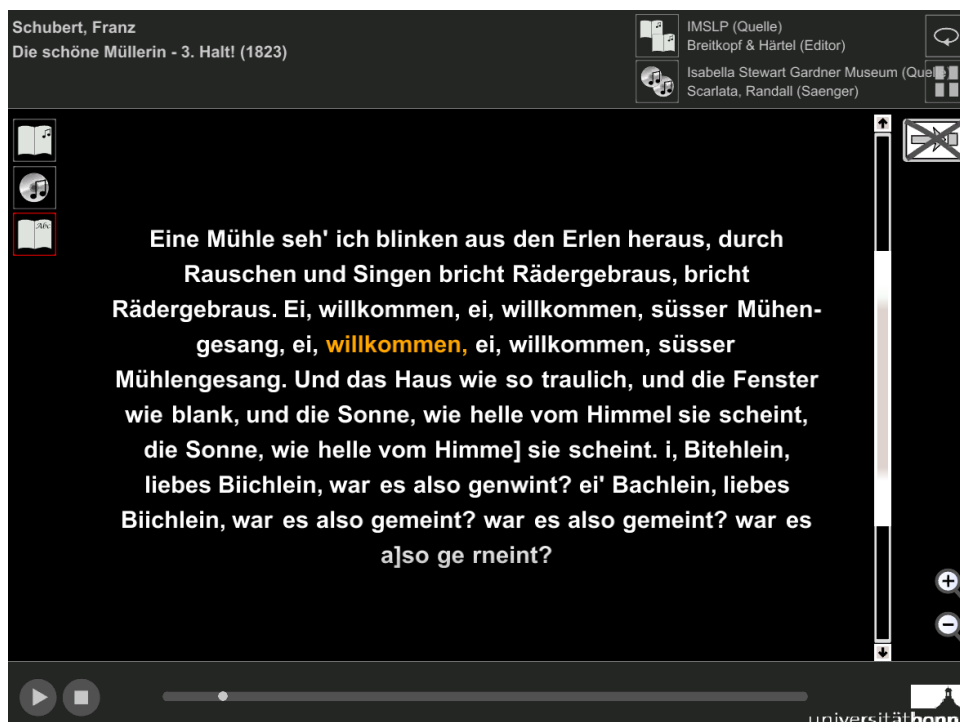 Schubert, Franz
Die schöne Müllerin - 3. Halt! (1823)
IMSLP (Quelle)
Breitkopf & Härtel (Editor)
Isabella Stewart Gardner Museum (Quelle)
Scarlata, Randall (Saenger)
Abc
Eine Mühle seh' ich blinken aus den Erlen heraus, durch
Rauschen und Singen bricht Rädergebraus, bricht
Rädergebraus. Ei, willkommen, ei, willkommen, süsser Mühen-
gesang, ei, willkommen, ei, willkommen, süsser
Mühlengesang. Und das Haus wie so traulich, und die Fenster
wie blank, und die Sonne, wie helle vom Himmel sie scheint,
die Sonne, wie helle vom Himme] sie scheint. i, Bitehlein,
liebes Biichlein, war es also genwint? ei' Bachlein, liebes
Biichlein, war es also gemeint? war es also gemeint? war es
a]so ge rneint?
universitätbonn